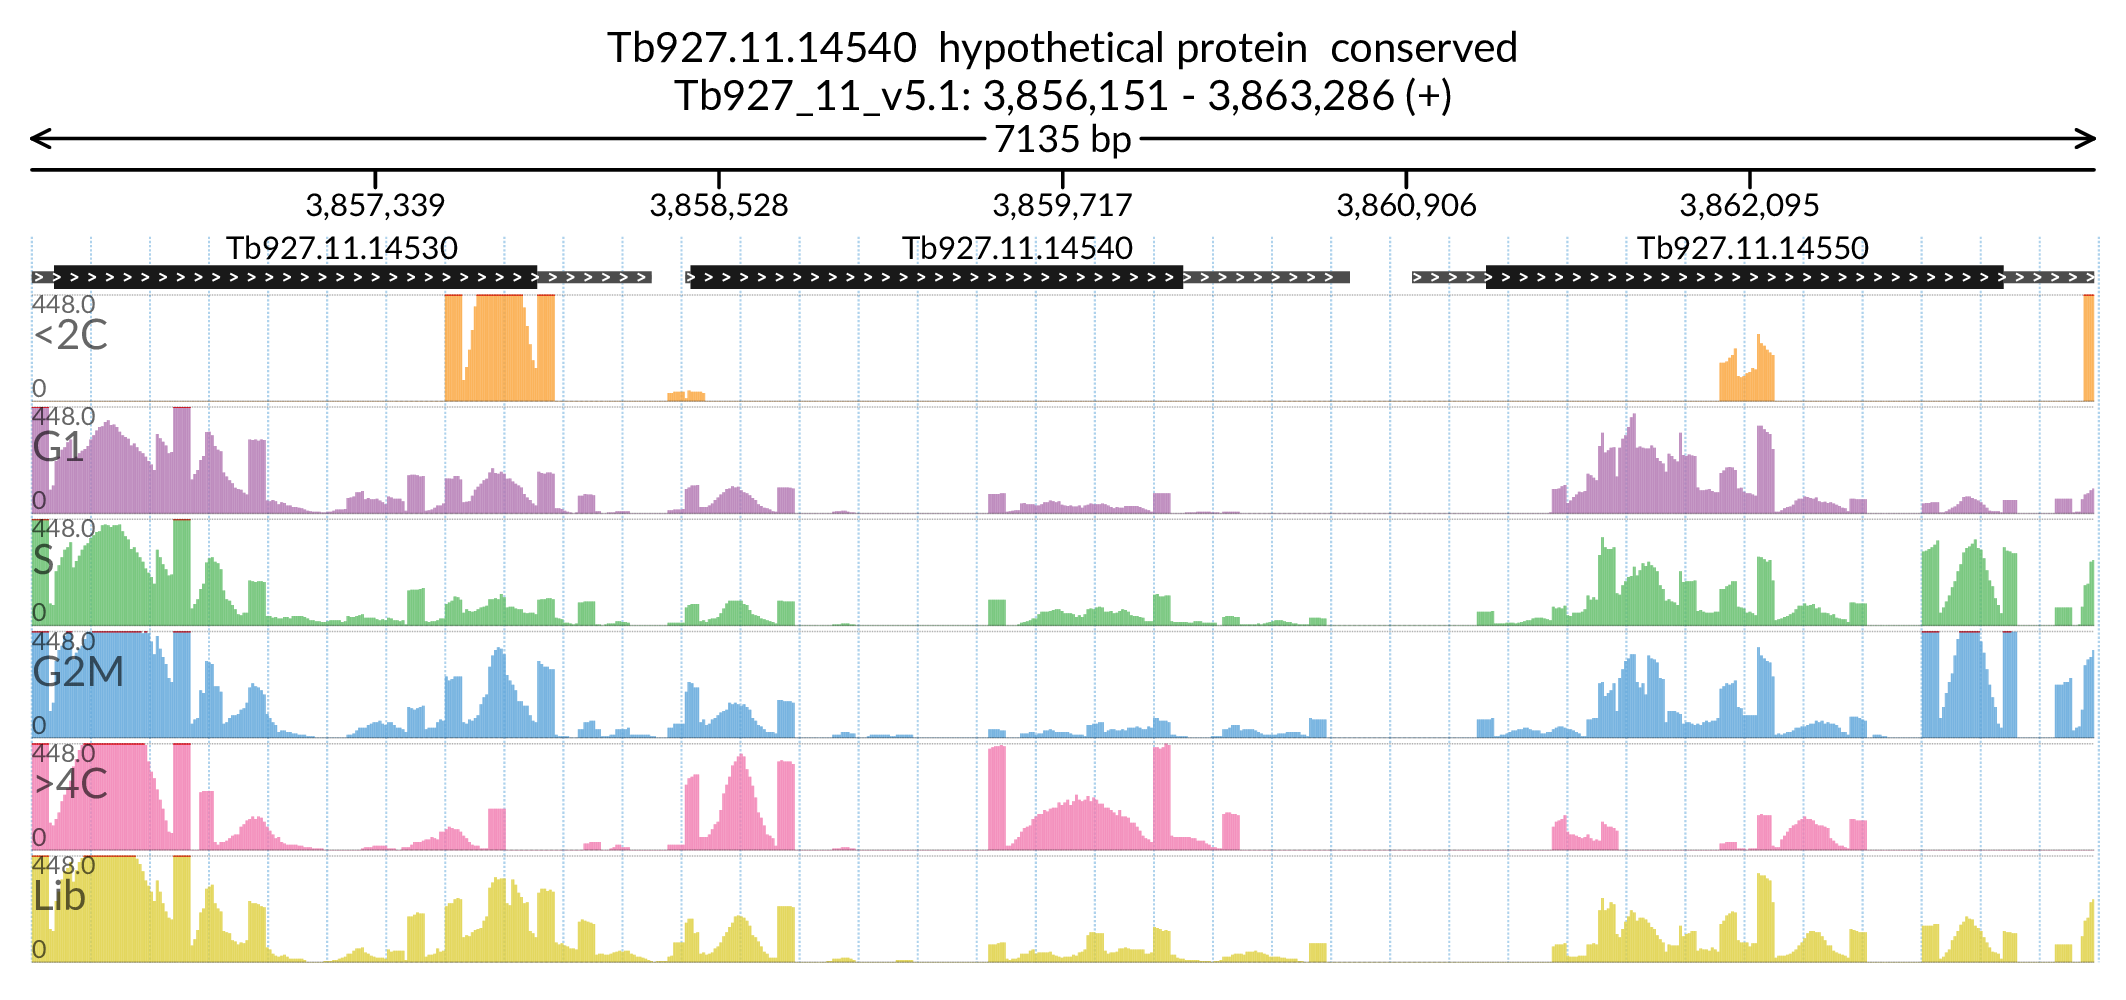 Tb927.11.14540  hypothetical protein  conserved
Tb927_11_v5.1: 3,856,151 - 3,863,286 (+)
7135 bp
3,857,339 3,858,528 3,859,717 3,860,906 3,862,095
Tb927.11.14530 Tb927.11.14540 Tb927.11.14550
448.0
<2C
0
448.0
G1
0
448.0
S
0
448.0
G2M
0
448.0
>4C
0
448.0
Lib
0